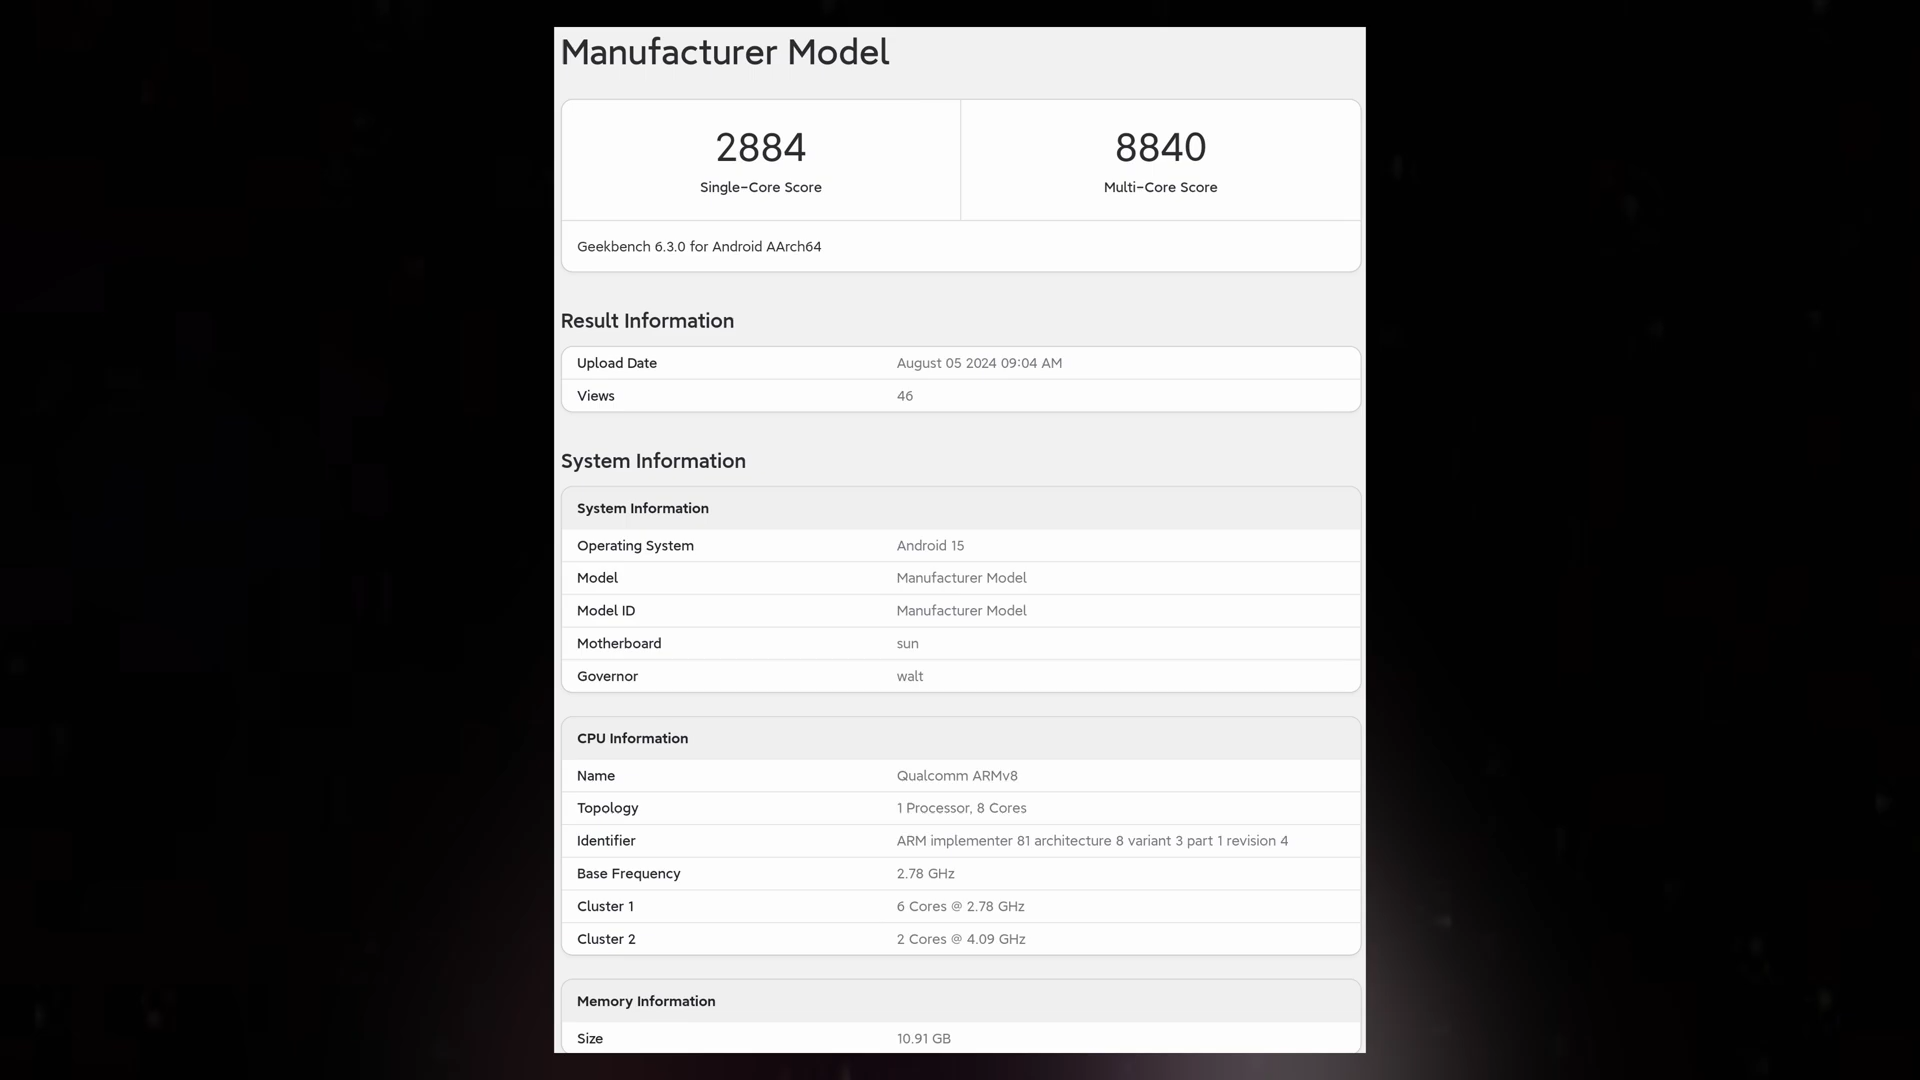 Manufacturer Model
2884
Single-Core Score
8840
Multi-Core Score
Geekbench 6.3.0 for Android AArch64
Result Information
Upload Date August 05 2024 09:04 AM
Views 46
System Information
System Information
Operating System Android 15
Model Manufacturer Model
Model ID Manufacturer Model
Motherboard sun
Governor walt
CPU Information
Name Qualcomm ARMv8
Topology 1 Processor, 8 Cores
Identifier ARM implementer 81 architecture 8 variant 3 part 1 revision 4
Base Frequency 2.78 GHz
Cluster 1 6 Cores @ 2.78 GHz
Cluster 2 2 Cores @ 4.09 GHz
Memory Information
Size 10.91 GB